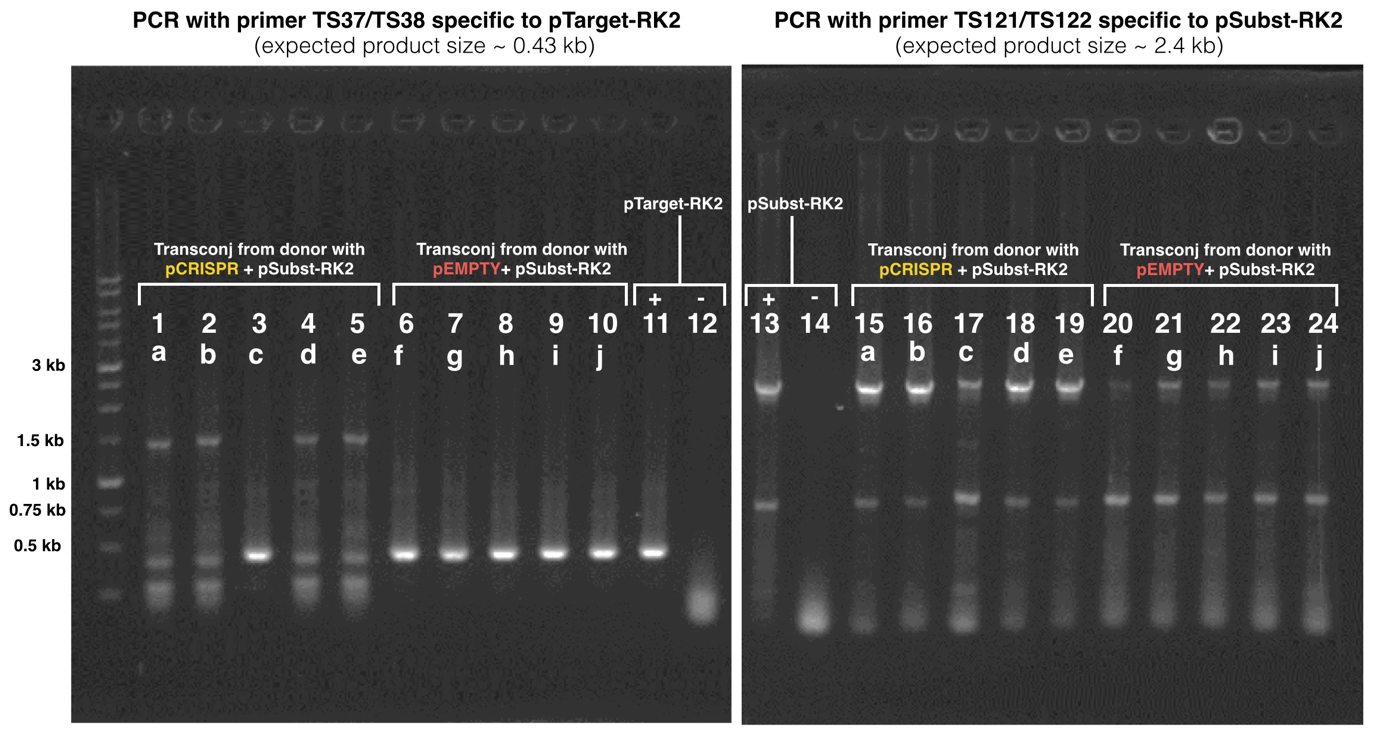 PCR with primer TS37/TS38 specific to pTarget-RK2
(expected product size ~ 0.43 kb)
PCR with primer TS121/TS122 specific to pSubst-RK2
(expected product size ~ 2.4 kb)
pTarget-RK2
pSubst-RK2
Transconj from donor with
pCRISPR + pSubst-RK2
Transconj from donor with
pEMPTY+ pSubst-RK2
Transconj from donor with
pCRISPR + pSubst-RK2
Transconj from donor with
pEMPTY+ pSubst-RK2
+ - + -
1 2 3 4 5 6 7 8 9 10 11 12 13 14 15 16 17 18 19 20 21 22 23 24
a b c d e f g h i j a b c d e f g h i j
3 kb
1.5 kb
1 kb
0.75 kb
0.5 kb